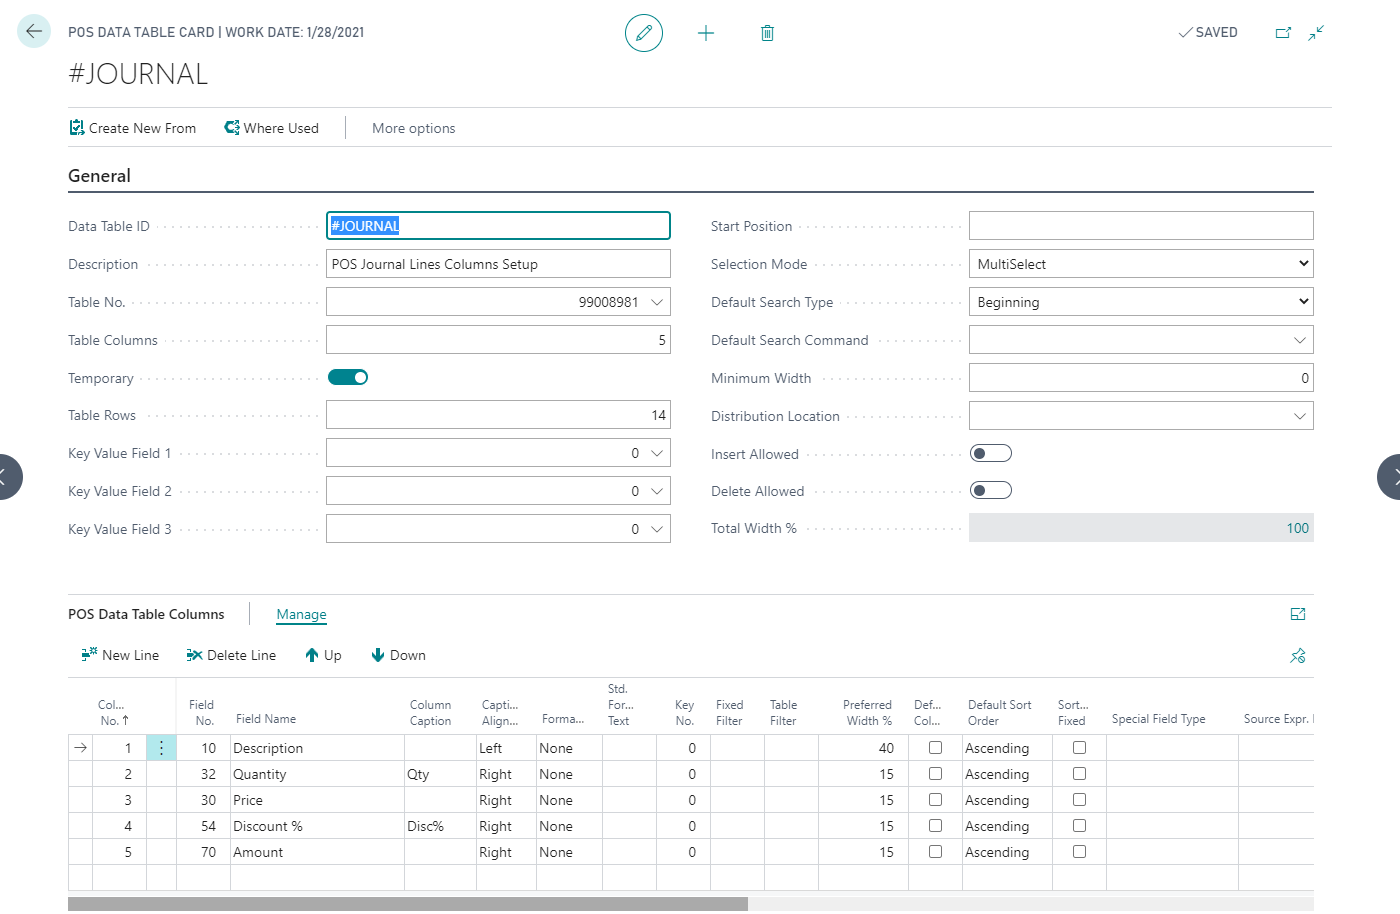 POS DATA TABLE CARD | WORK DATE: 1/28/2021
SAVED
#JOURNAL
Create New From
Where Used
More options
General
Data Table ID
#JOURNAL
Description
POS Journal Lines Columns Setup
Table No.
99008981
Table Columns
5
Temporary
Table Rows
14
Key Value Field 1
0
Key Value Field 2
0
Key Value Field 3
0
Start Position
Selection Mode
MultiSelect
Default Search Type
Beginning
Default Search Command
Minimum Width
0
Distribution Location
Insert Allowed
Delete Allowed
Total Width %
100
POS Data Table Columns
Manage
New Line
Delete Line
Up
Down
Col... No. ↑ Field No. Field Name Column Caption Capti... Align... Forma... Std. For... Text Key No. Fixed Filter Table Filter Preferred Width % Def... Col... Default Sort Order Sort... Fixed Special Field Type Source Expr.
1 10 Description Left None 0 40 Ascending
2 32 Quantity Qty Right None 0 15 Ascending
3 30 Price Right None 0 15 Ascending
4 54 Discount % Disc% Right None 0 15 Ascending
5 70 Amount Right None 0 15 Ascending